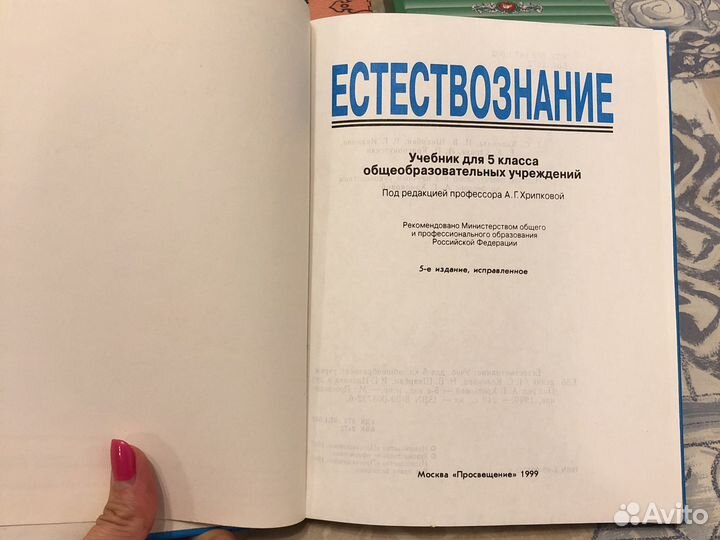 ЕСТЕСТВОЗНАНИЕ
Учебник для 5 класса
общеобразовательных учреждений
Под редакцией профессора А.Г.Хрипковой
Рекомендовано Министерством общего
и профессионального образования
Российской Федерации
5-е издание, исправленное
Москва «Просвещение» 1999
Avito